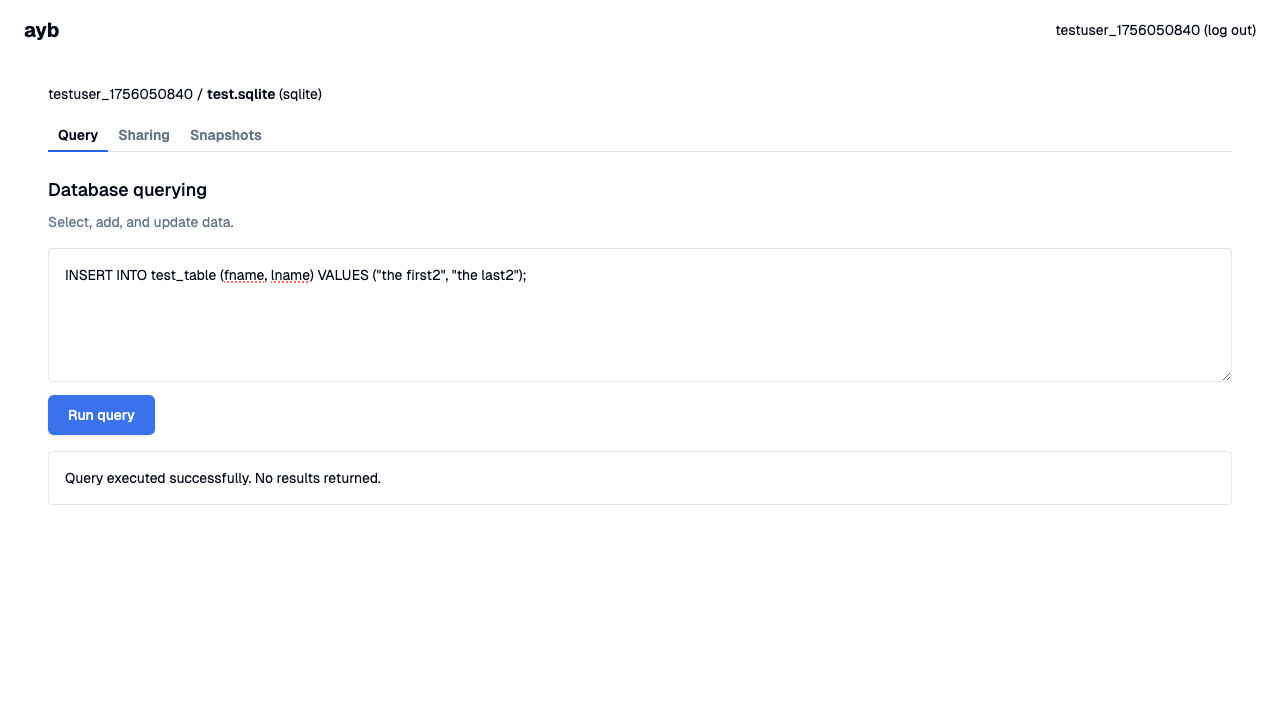 ayb
testuser_1756050840 (log out)
testuser_1756050840 / test.sqlite (sqlite)
Query Sharing Snapshots
Database querying
Select, add, and update data.
INSERT INTO test_table (fname, lname) VALUES ("the first2", "the last2");
Run query
Query executed successfully. No results returned.